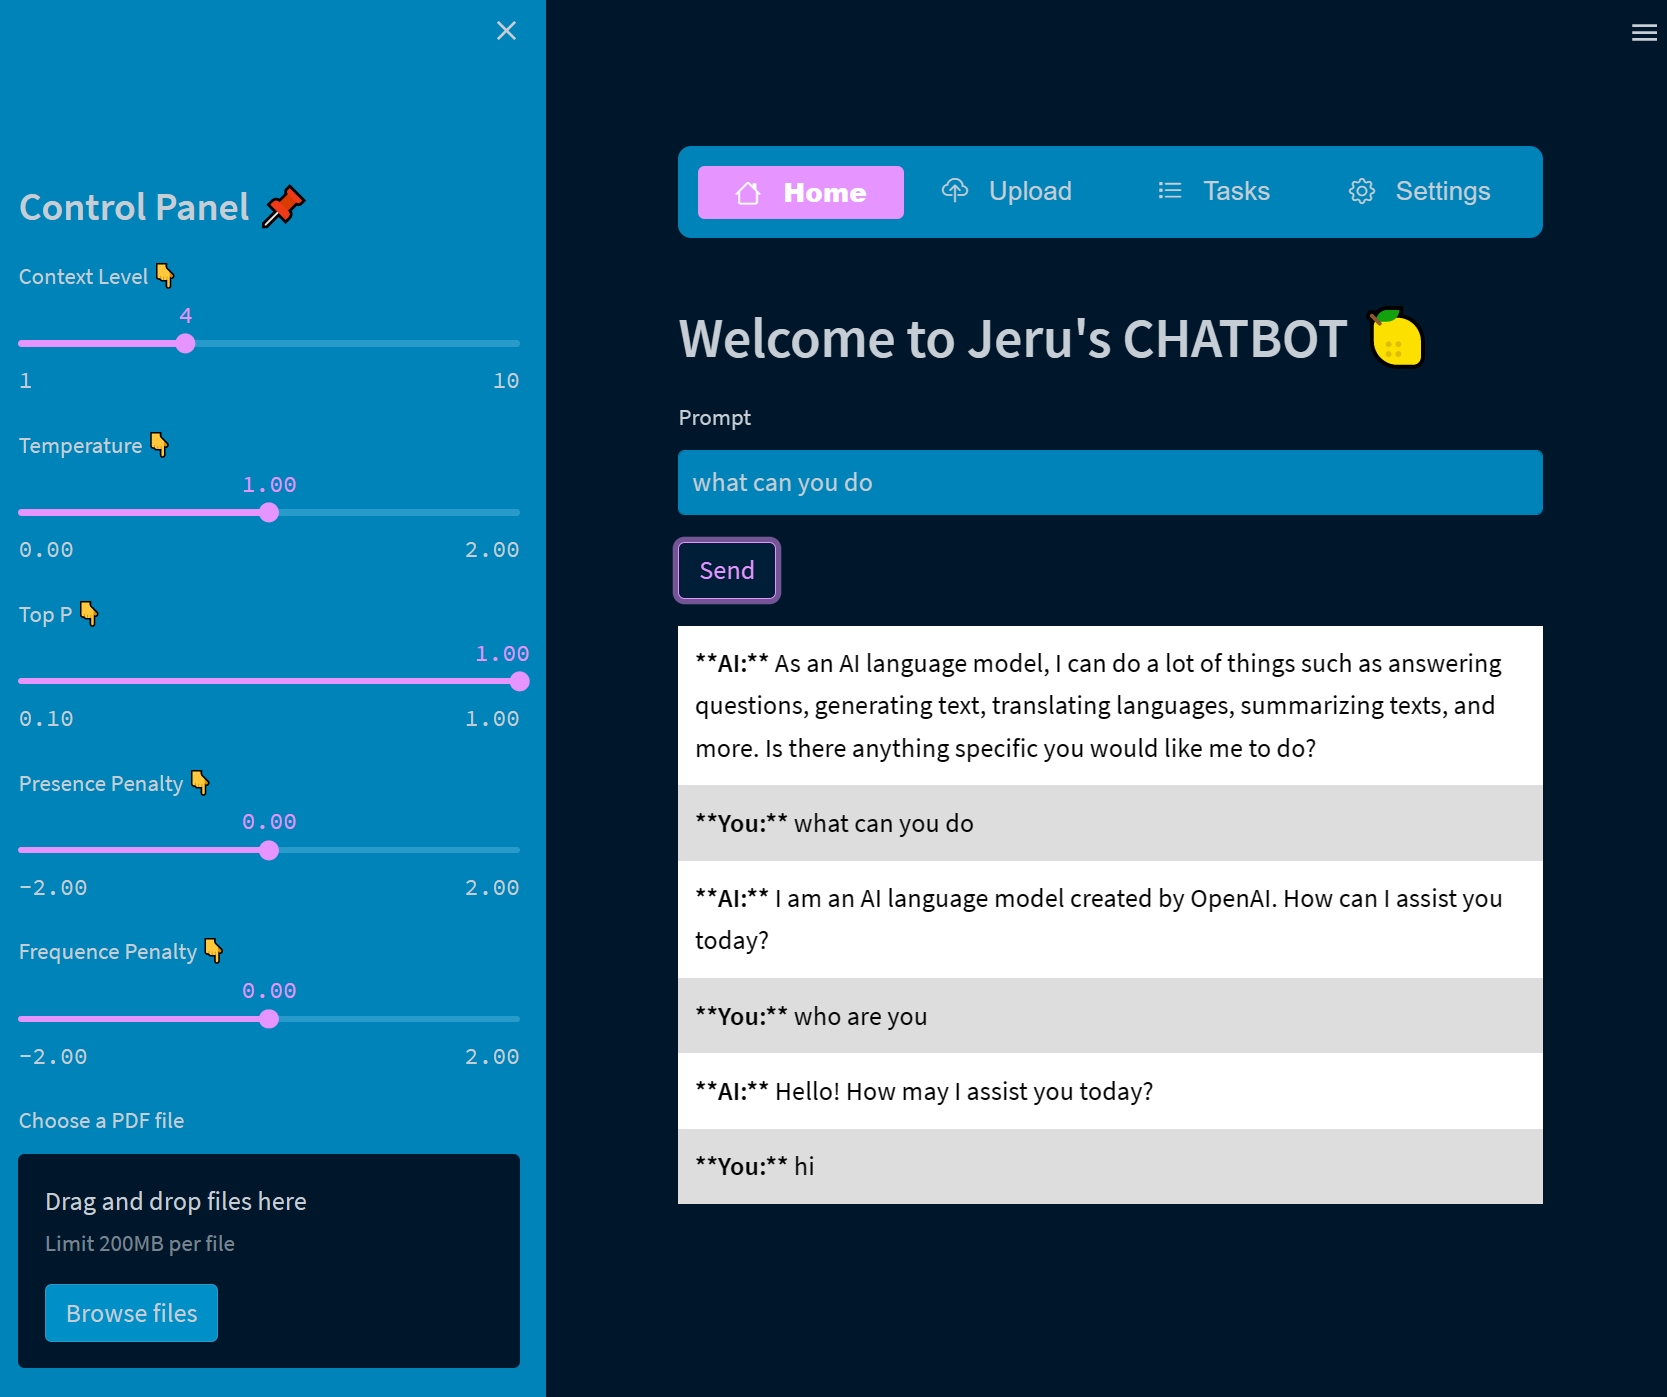 Control Panel 📌
Context Level 👇
4
1 10
Temperature 👇
1.00
0.00 2.00
Top P 👇
1.00
0.10 1.00
Presence Penalty 👇
0.00
-2.00 2.00
Frequence Penalty 👇
0.00
-2.00 2.00
Choose a PDF file
Drag and drop files here
Limit 200MB per file
Browse files
Home Upload Tasks Settings
Welcome to Jeru's CHATBOT 🍋
Prompt
what can you do
Send
**AI:** As an AI language model, I can do a lot of things such as answering
questions, generating text, translating languages, summarizing texts, and
more. Is there anything specific you would like me to do?
**You:** what can you do
**AI:** I am an AI language model created by OpenAI. How can I assist you
today?
**You:** who are you
**AI:** Hello! How may I assist you today?
**You:** hi